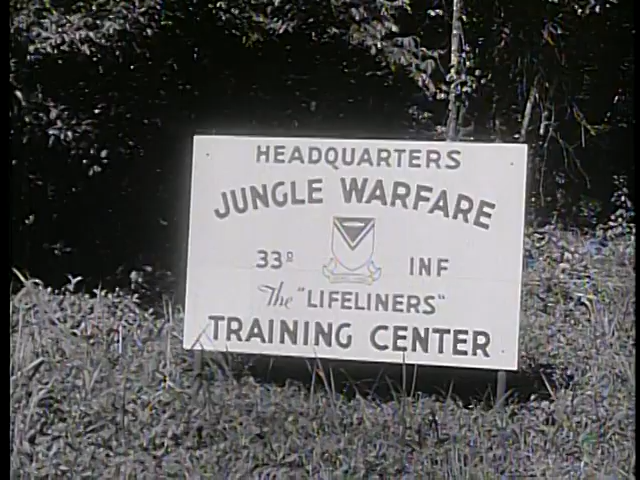 HEADQUARTERS
JUNGLE WARFARE
33D INF
The "LIFELINERS"
TRAINING CENTER